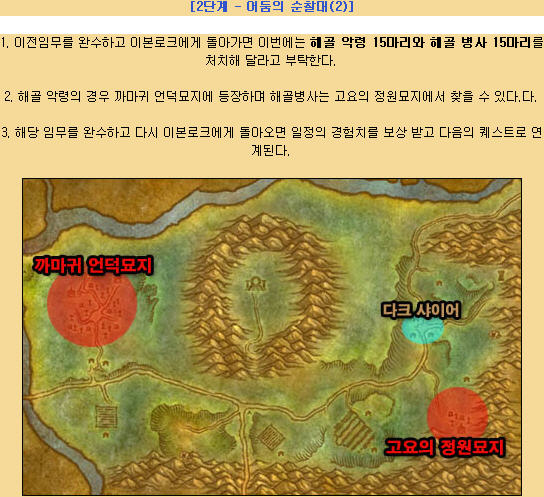 [2단계 - 어둠의 순찰대(2)]
1. 이전임무를 완수하고 이본로크에게 돌아가면 이번에는 해골 악령 15마리와 해골 병사 15마리를
처치해 달라고 부탁한다.
2. 해골 악령의 경우 까마귀 언덕묘지에 등장하며 해골병사는 고요의 정원묘지에서 찾을 수 있다.다.
3. 해당 임무를 완수하고 다시 이본로크에게 돌아오면 일정의 경험치를 보상 받고 다음의 퀘스트로 연
계된다.
까마귀 언덕묘지
다크 샤이어
고요의 정원묘지